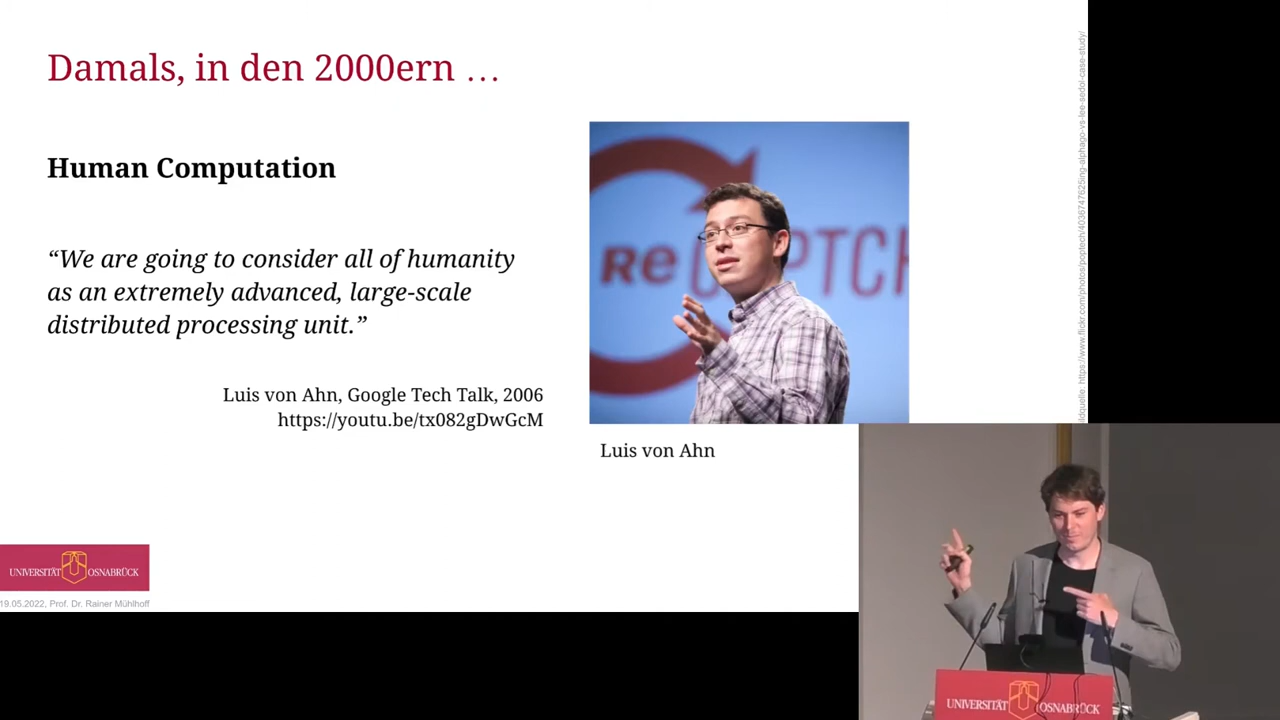 Damals, in den 2000ern …
Human Computation
“We are going to consider all of humanity
as an extremely advanced, large-scale
distributed processing unit.”
Luis von Ahn, Google Tech Talk, 2006
https://youtu.be/tx082gDwGcM
ReCAPTCH
Luis von Ahn
UNIVERSITÄT OSNABRÜCK
19.05.2022, Prof. Dr. Rainer Mühlhoff
UNIVERSITÄT OSNABRÜCK